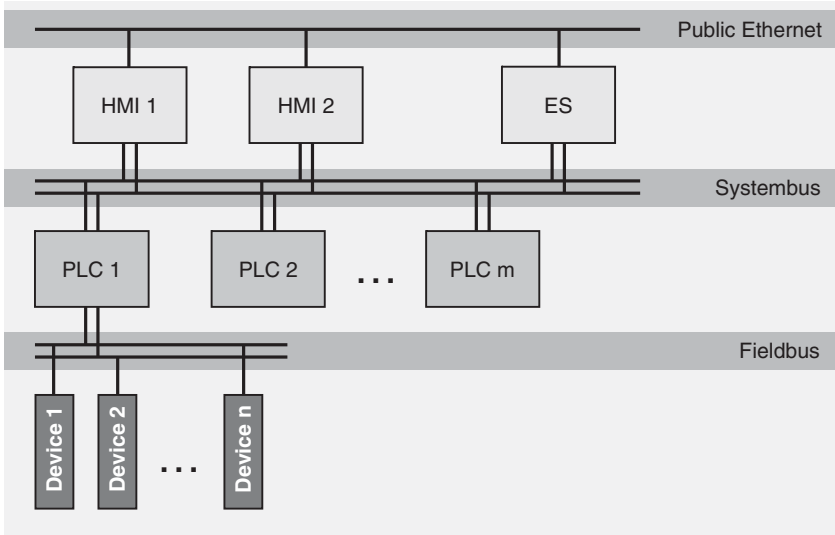 Public Ethernet
HMI 1
HMI 2
ES
Systembus
PLC 1
PLC 2
...
PLC m
Fieldbus
Device 1
Device 2
...
Device n